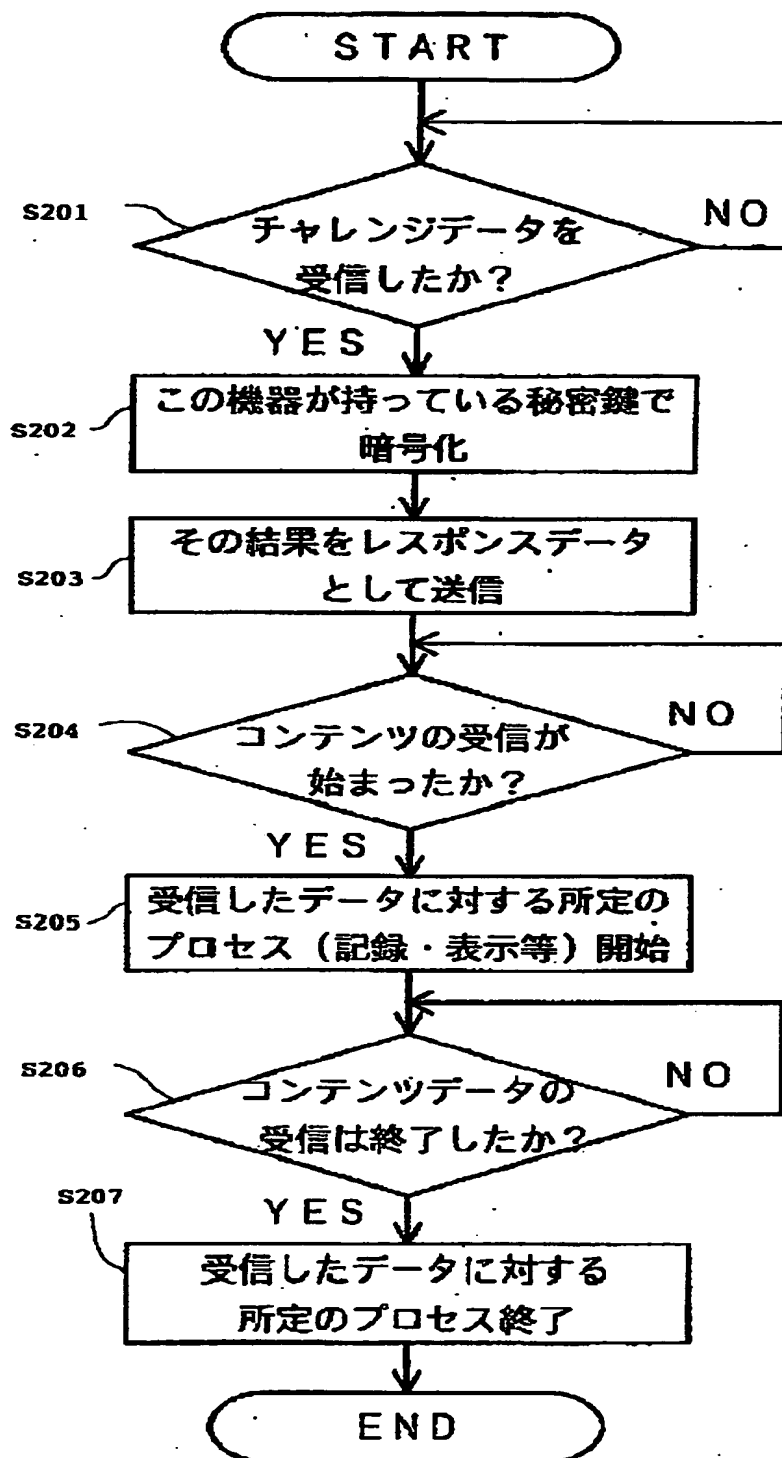 START
S201
チャレンジデータを
受信したか？
NO
YES
S202
この機器が持っている秘密鍵で
暗号化
S203
その結果をレスポンスデータ
として送信
S204
コンテンツの受信が
始まったか？
NO
YES
S205
受信したデータに対する所定の
プロセス（記録・表示等）開始
S206
コンテンツデータの
受信は終了したか？
NO
YES
S207
受信したデータに対する
所定のプロセス終了
END